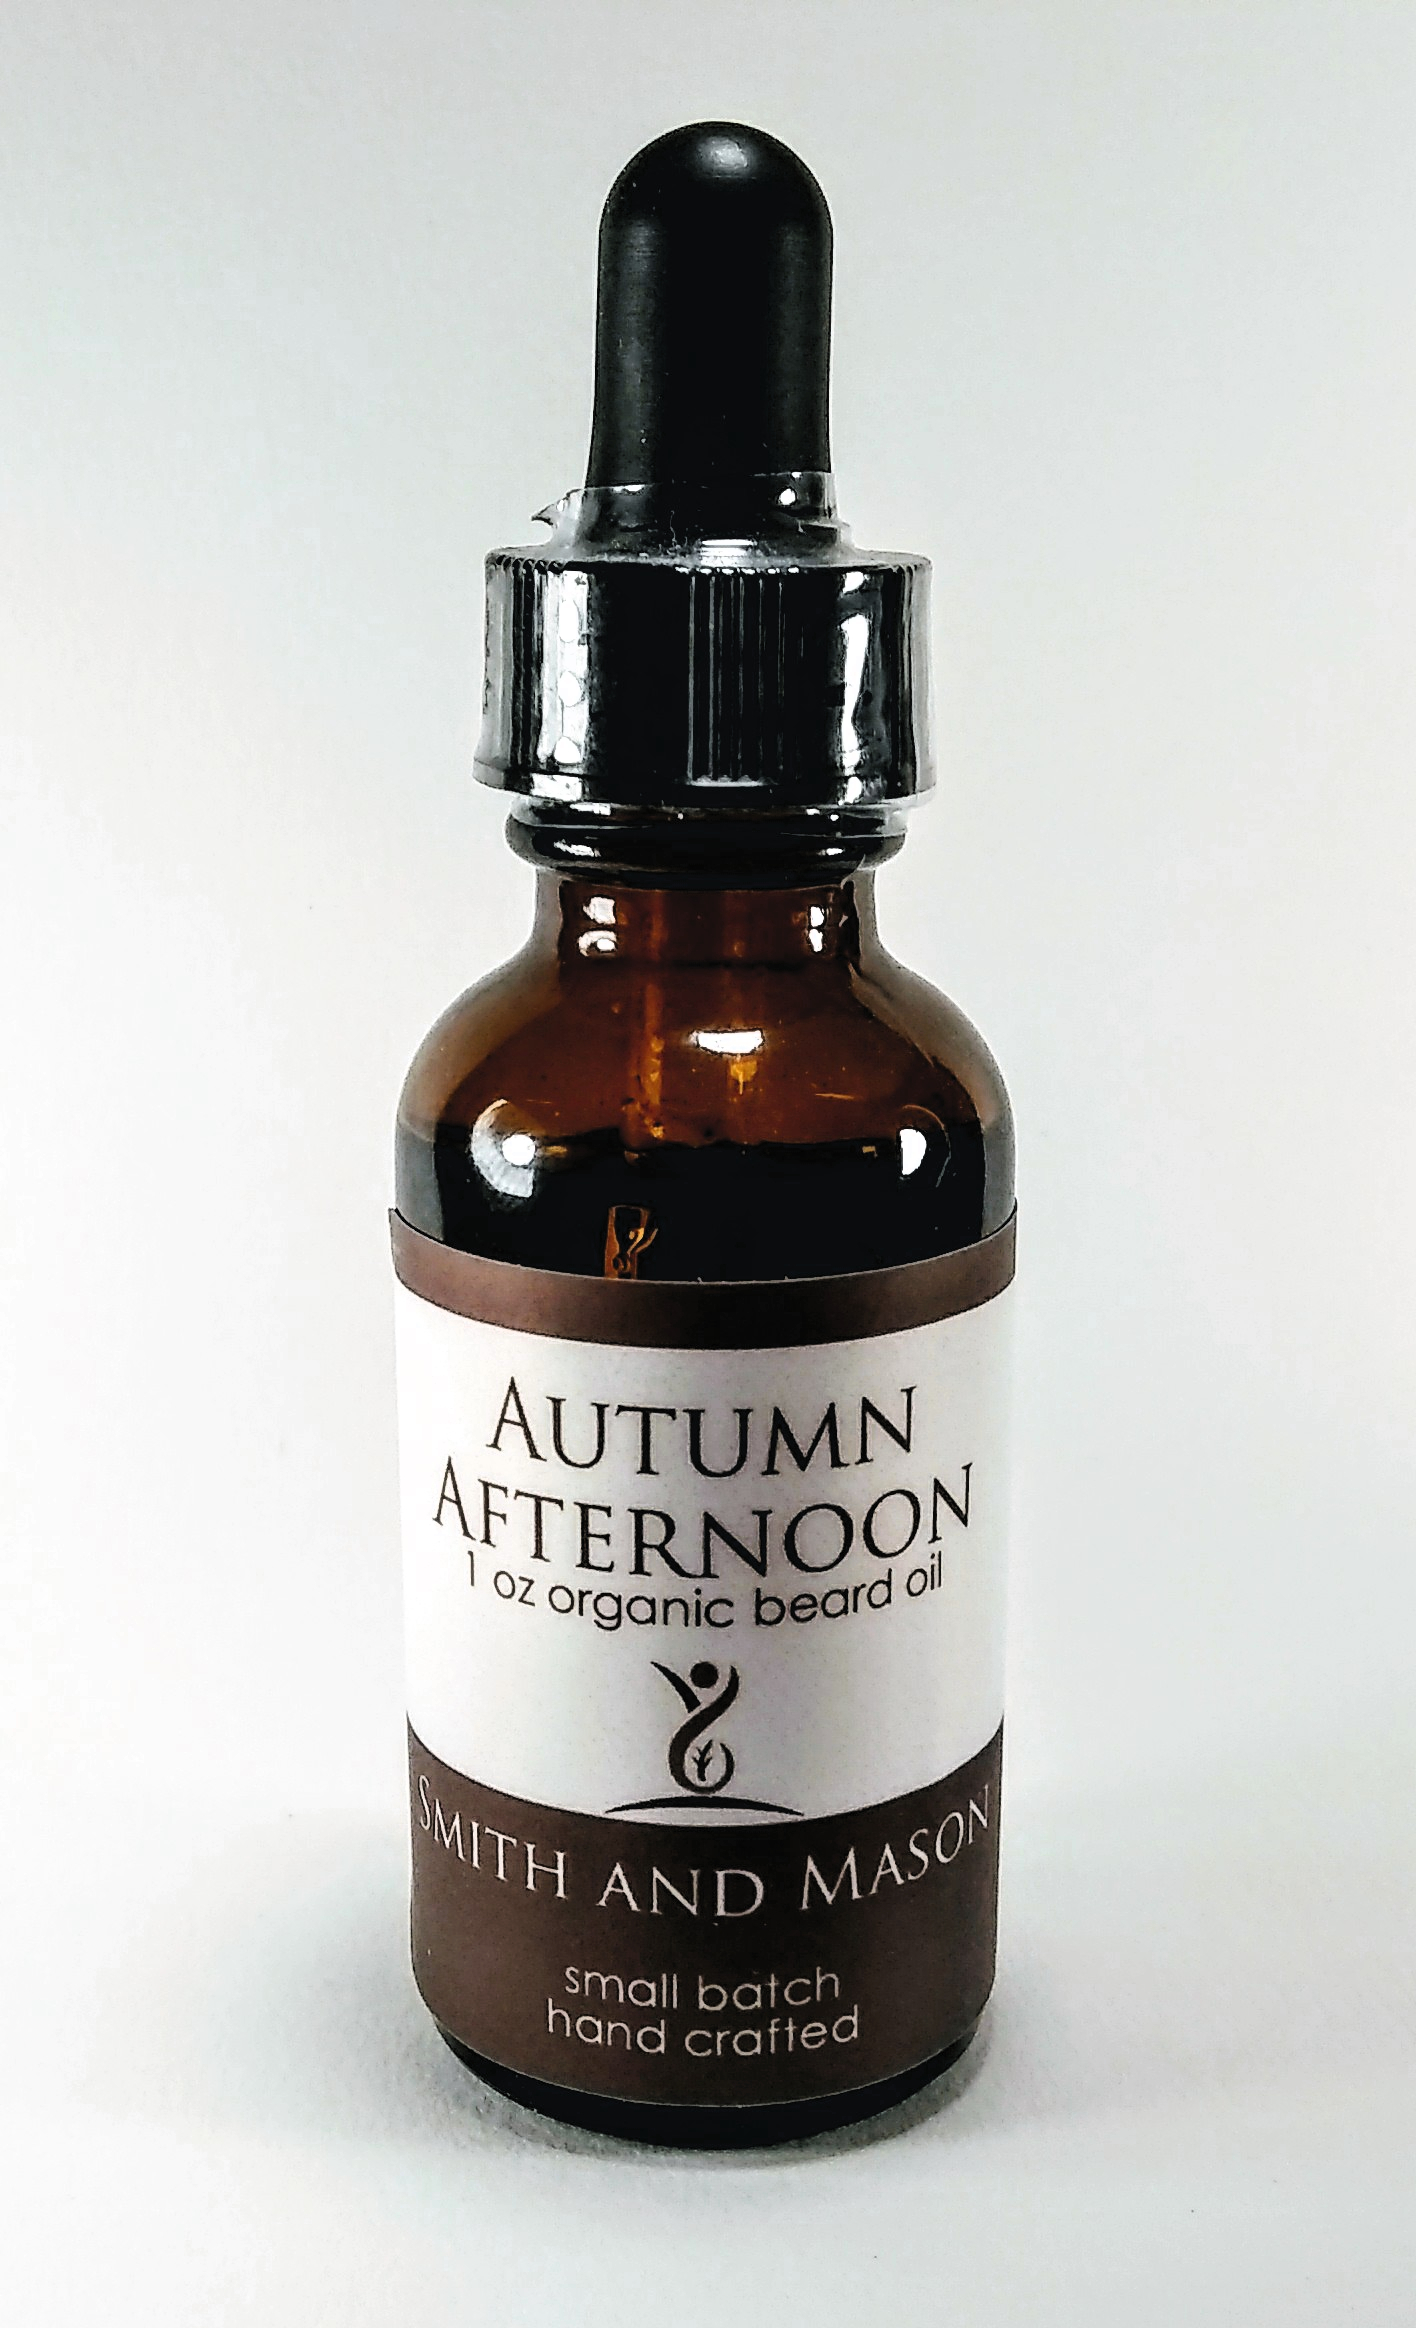 AUTUMN
AFTERNOON
1 oz organic beard oil
SMITH AND MASON
small batch
hand crafted